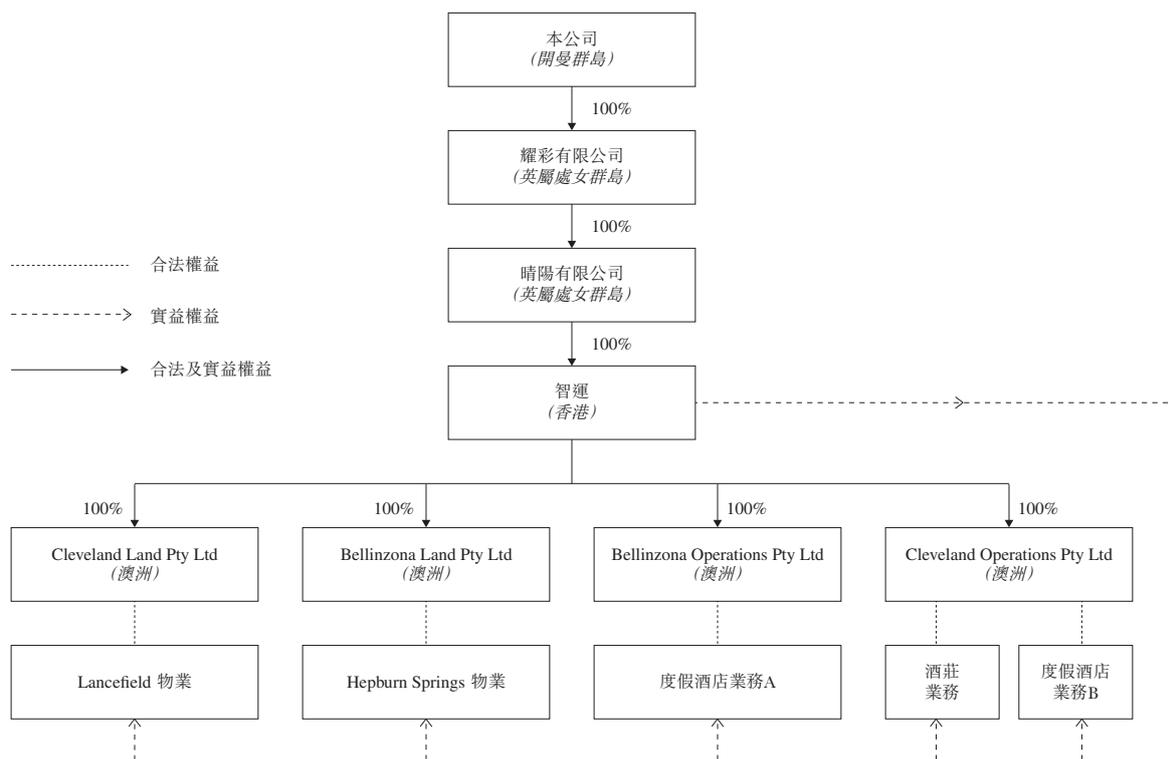 本公司
(開曼群島)
100%
耀彩有限公司
(英屬處女群島)
100%
晴陽有限公司
(英屬處女群島)
100%
智運
(香港)
合法權益
實益權益
合法及實益權益
100%
100%
100%
100%
Cleveland Land Pty Ltd
(澳洲)
Bellinzona Land Pty Ltd
(澳洲)
Bellinzona Operations Pty Ltd
(澳洲)
Cleveland Operations Pty Ltd
(澳洲)
Lancefield 物業
Hepburn Springs 物業
度假酒店業務A
酒莊
業務
度假酒店
業務B